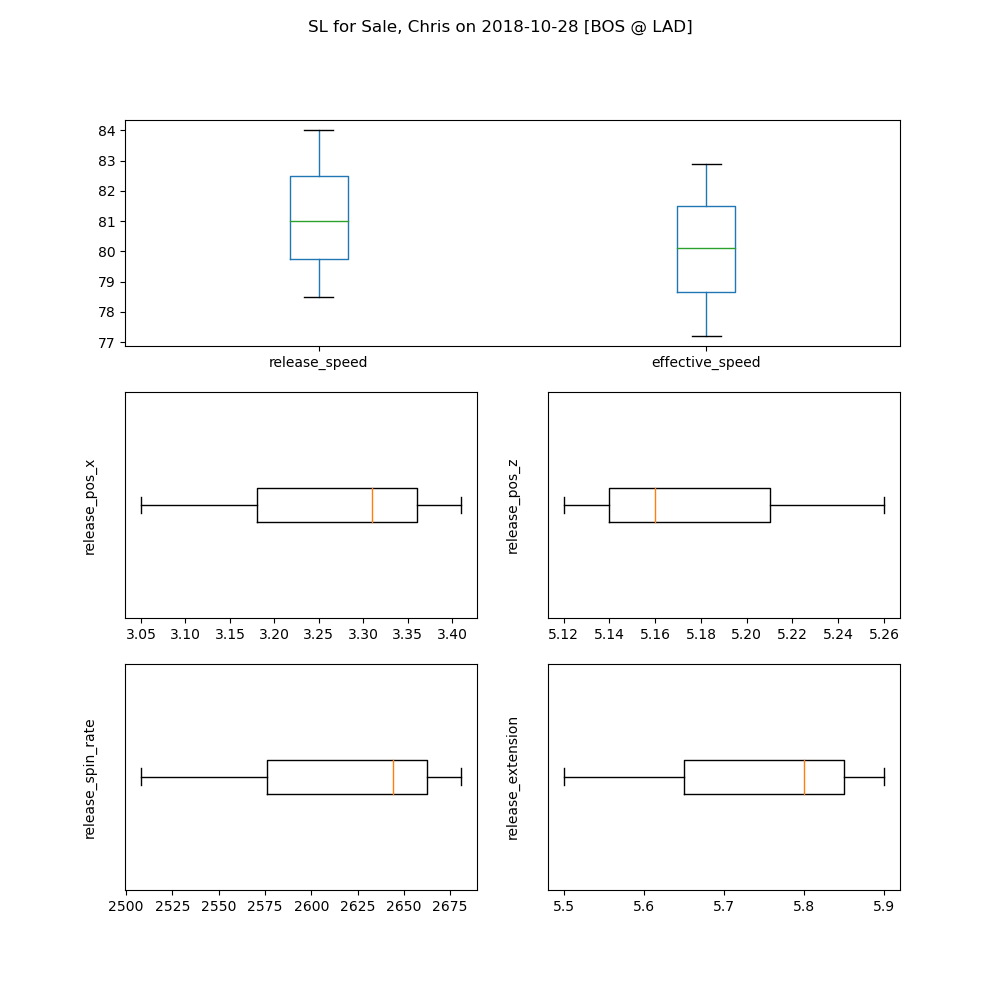 SL for Sale, Chris on 2018-10-28 [BOS @ LAD]
84
83
82
81
80
79
78
77
release_speed effective_speed
release_pos_x
3.05 3.10 3.15 3.20 3.25 3.30 3.35 3.40
release_pos_z
5.12 5.14 5.16 5.18 5.20 5.22 5.24 5.26
release_spin_rate
2500 2525 2550 2575 2600 2625 2650 2675
release_extension
5.5 5.6 5.7 5.8 5.9